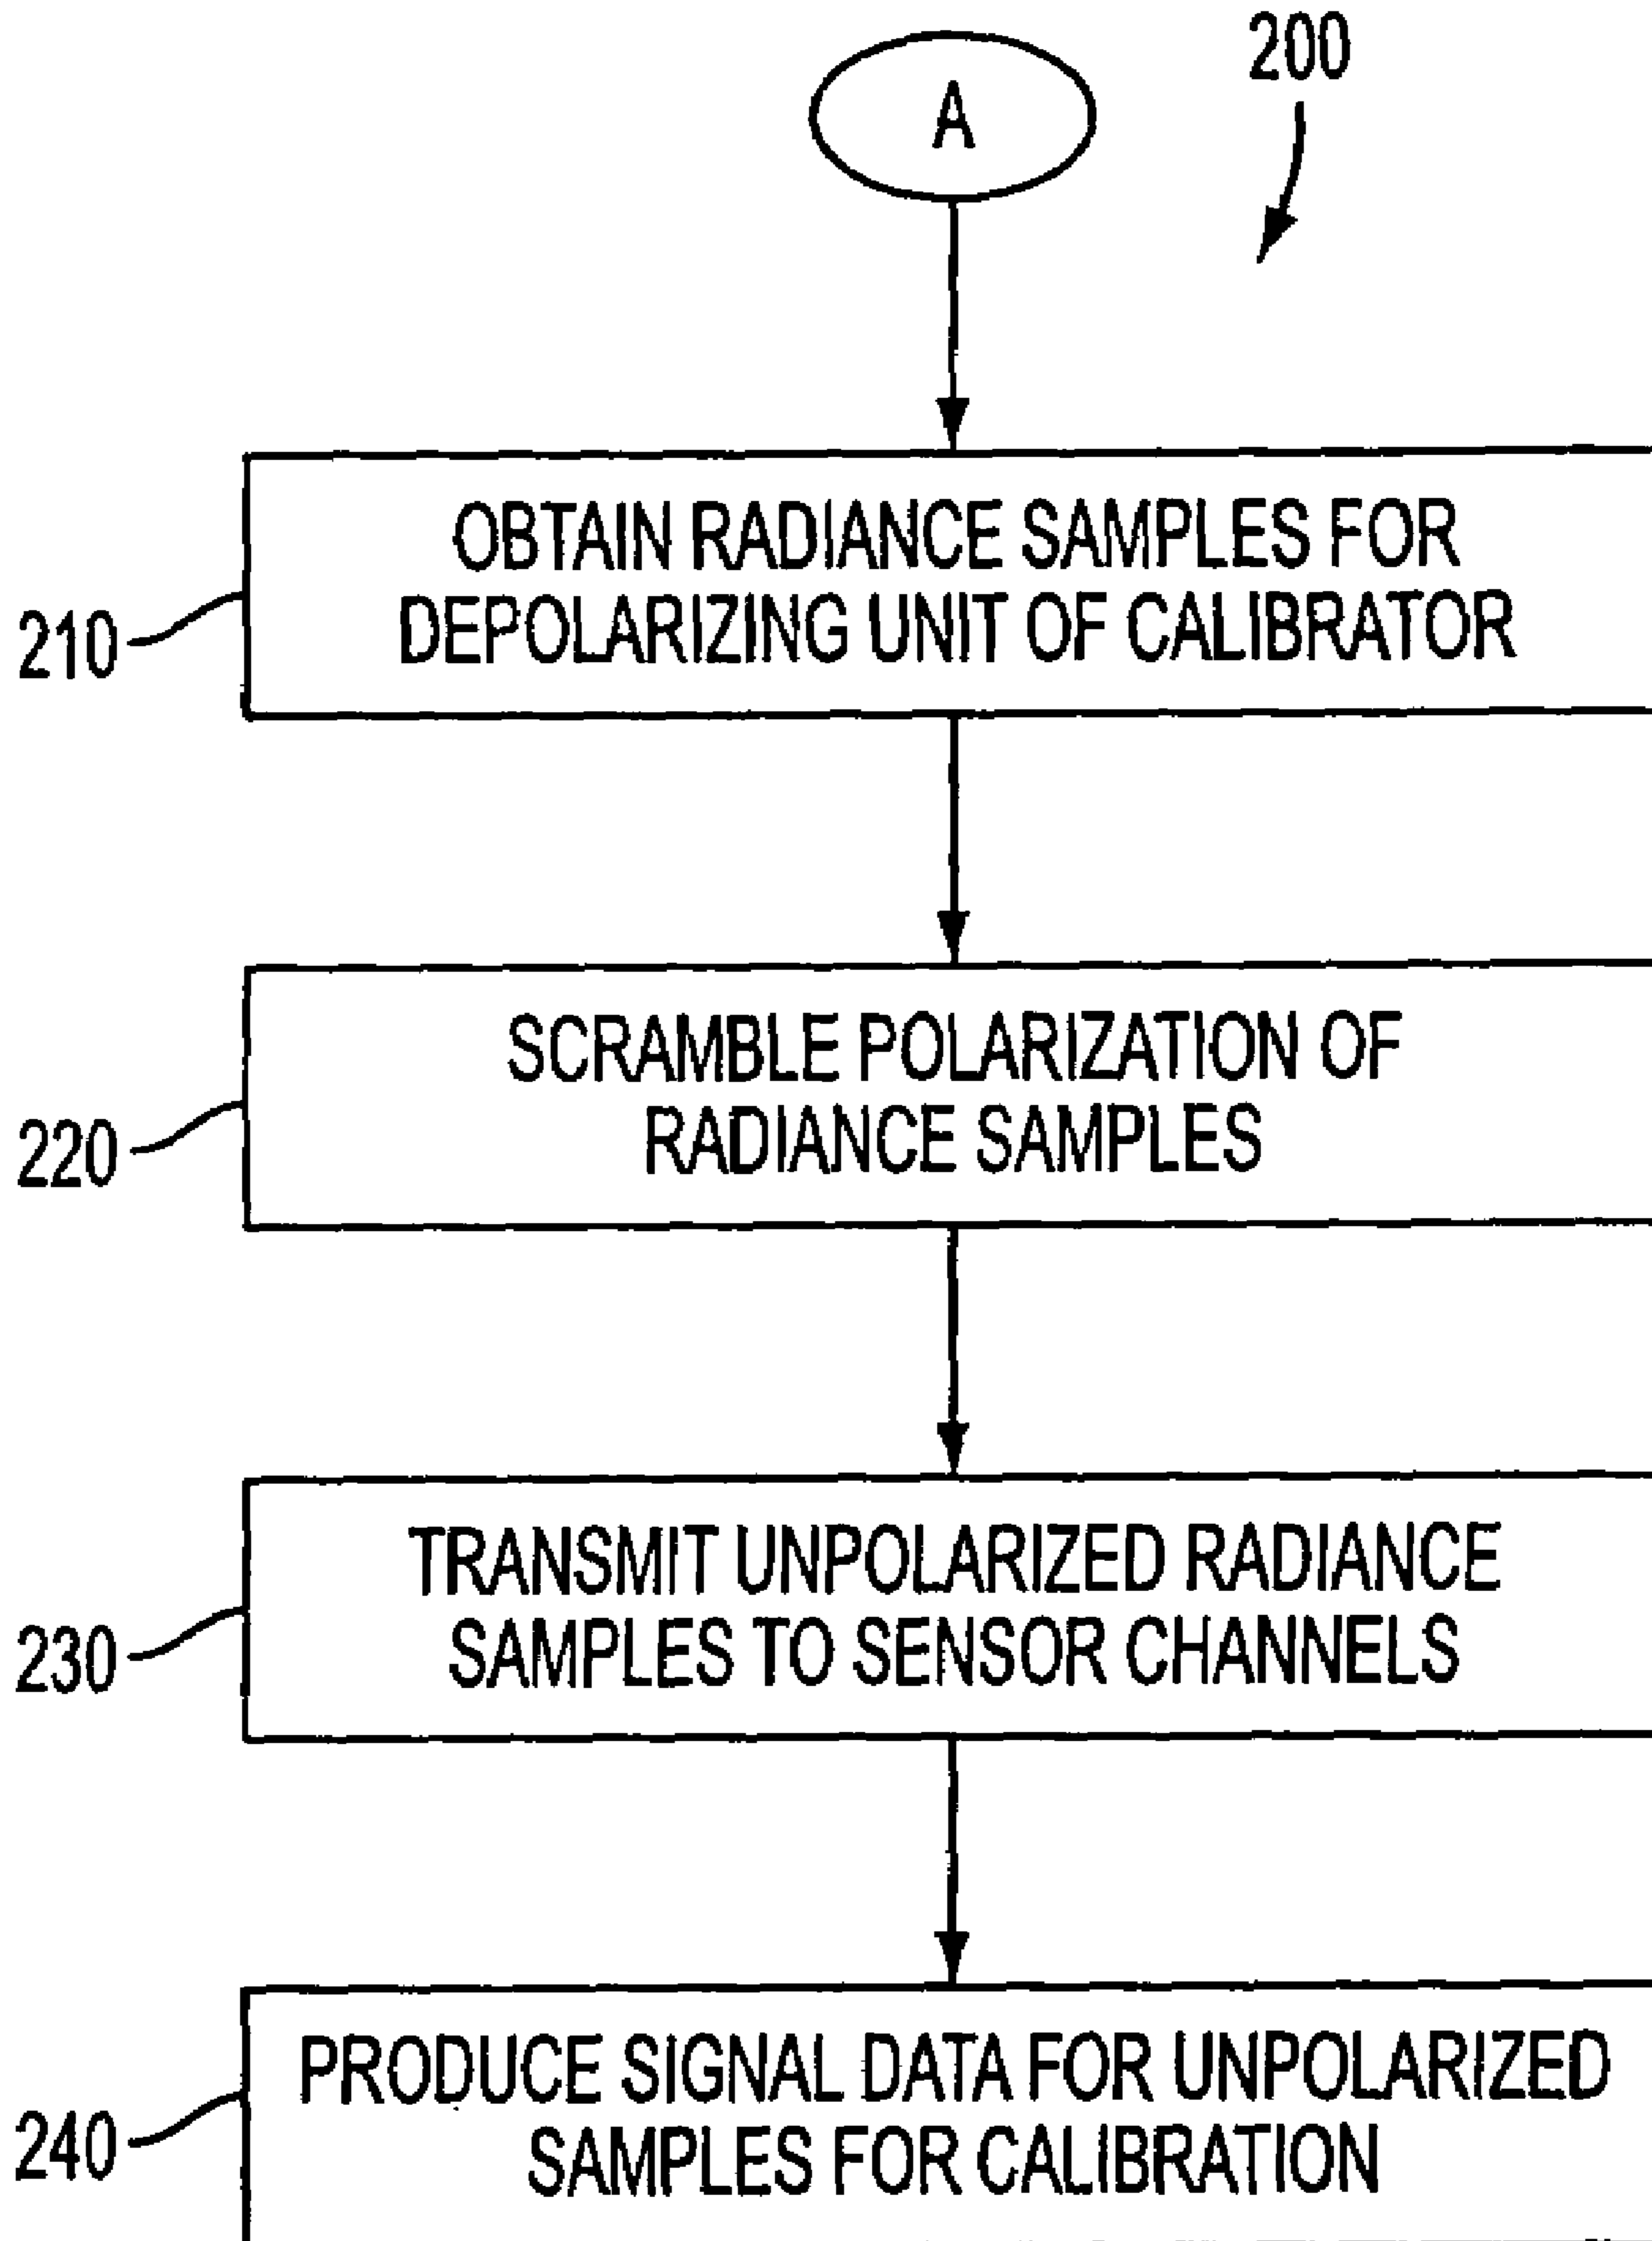 A
200
OBTAIN RADIANCE SAMPLES FOR
DEPOLARIZING UNIT OF CALIBRATOR
210
SCRAMBLE POLARIZATION OF
RADIANCE SAMPLES
220
TRANSMIT UNPOLARIZED RADIANCE
SAMPLES TO SENSOR CHANNELS
230
PRODUCE SIGNAL DATA FOR UNPOLARIZED
SAMPLES FOR CALIBRATION
240